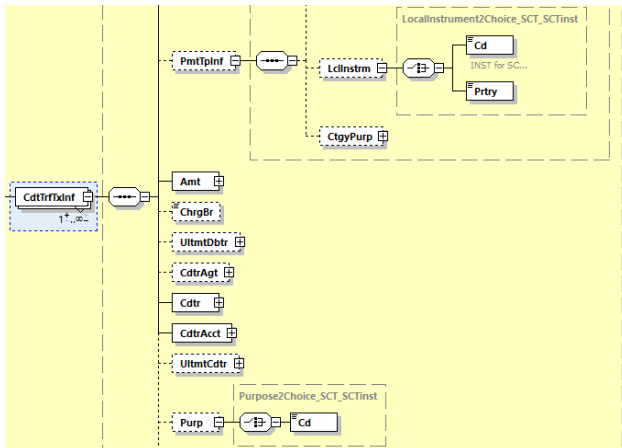 LocalInstrument2Choice_SCT_SCTinst
Cd
INST for SC...
PmtTpInf
LclInstrm
Prtry
CtgyPurp
Amt
CdtTrfTxInf
1..∞
ChrgBr
UltmtDbtr
CdtrAgt
Cdtr
CdtrAcct
UltmtCdtr
Purpose2Choice_SCT_SCTinst
Purp
Cd